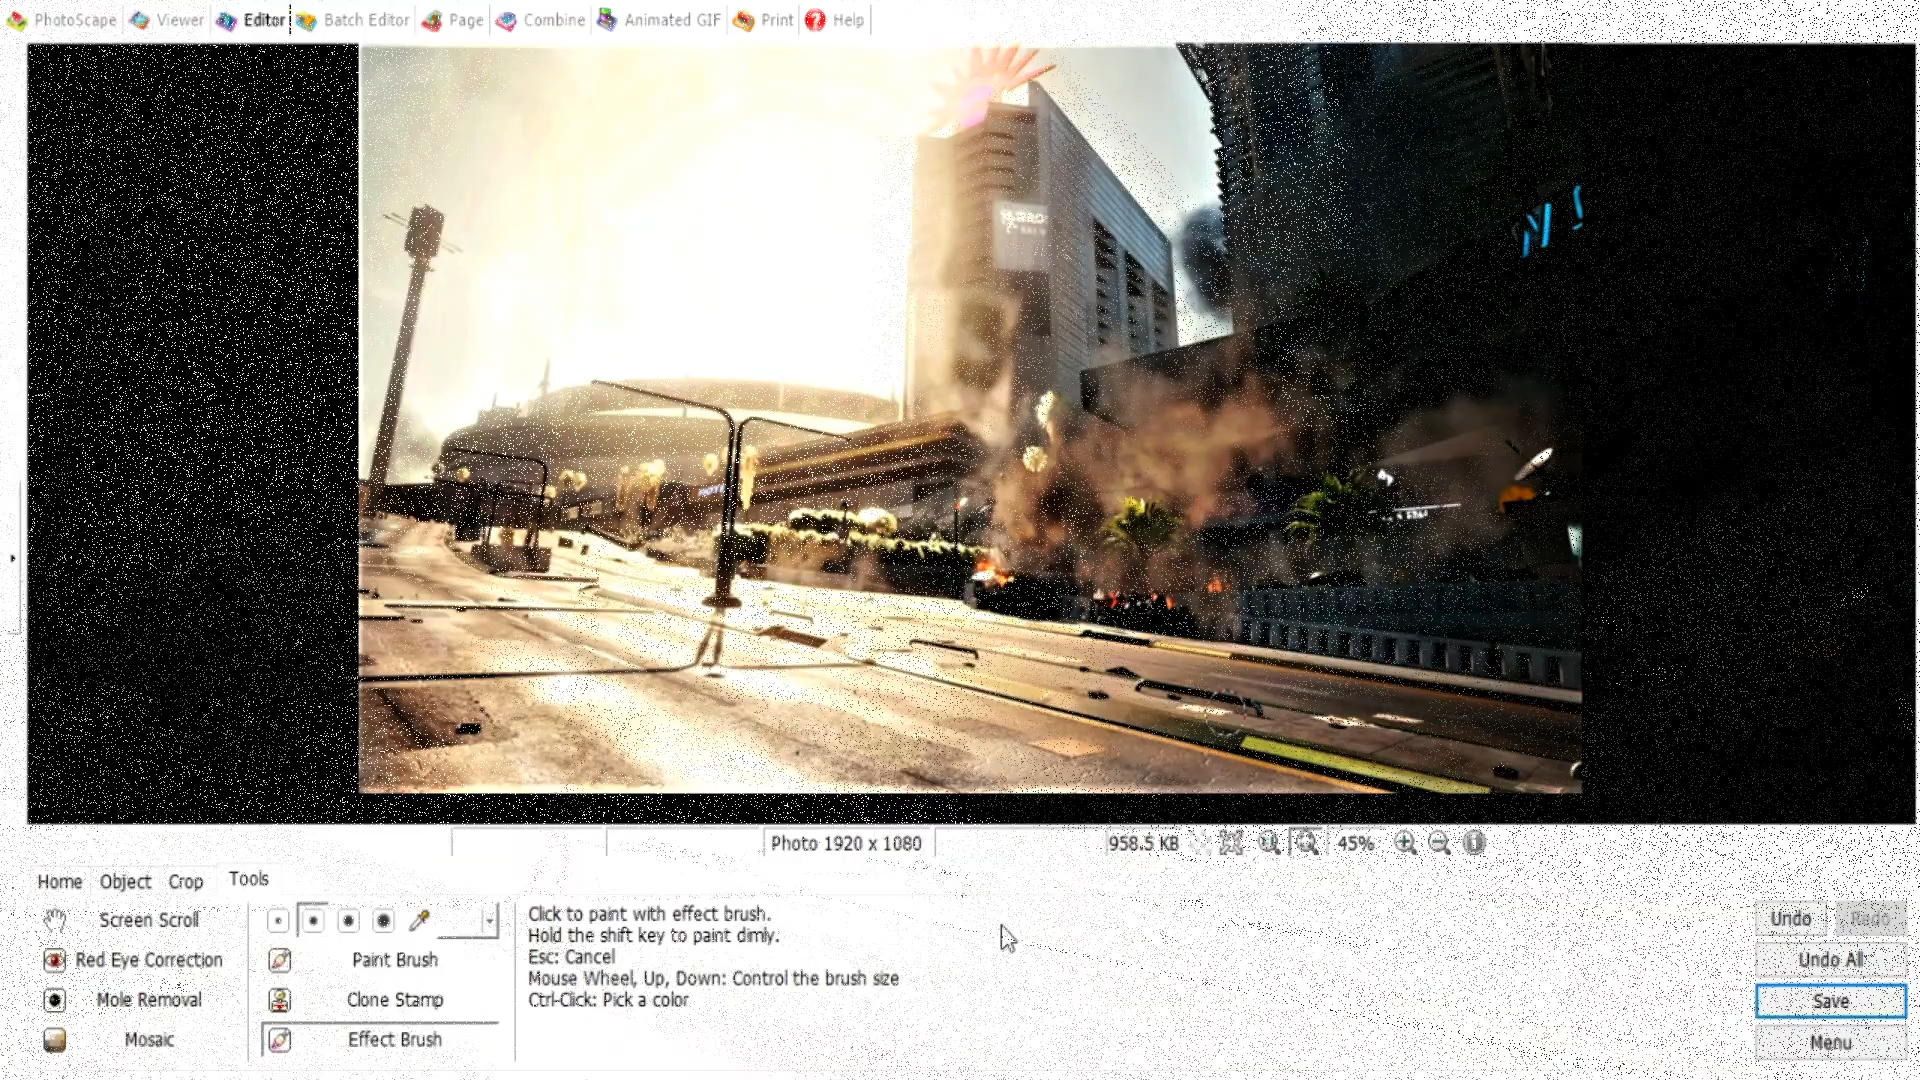 PhotoScape Viewer Editor Batch Editor Page Combine Animated GIF Print Help
Photo 1920 x 1080 958.5 KB 45%
Home Object Crop Tools
Screen Scroll
Red Eye Correction
Mole Removal
Mosaic
Paint Brush
Clone Stamp
Effect Brush
Click to paint with effect brush.
Hold the shift key to paint dimly.
Esc: Cancel
Mouse Wheel, Up, Down: Control the brush size
Ctrl-Click: Pick a color
Undo Redo
Undo All
Save
Menu